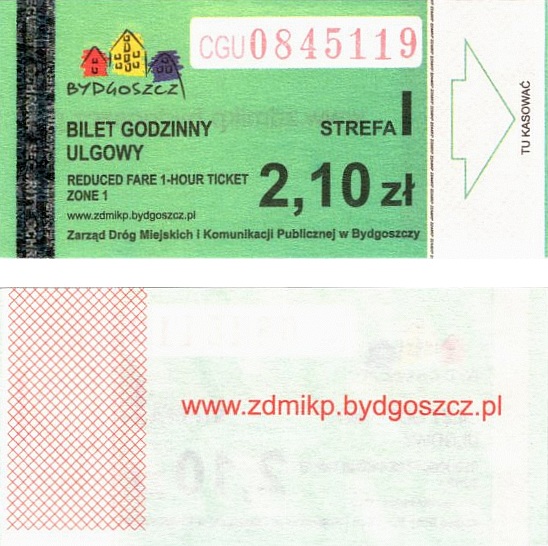 CGU0845119
BYDGOSZCZ
BILET GODZINNY
ULGOWY
STREFA I
REDUCED FARE 1-HOUR TICKET
ZONE 1
2,10 zł
www.zdmikp.bydgoszcz.pl
Zarząd Dróg Miejskich i Komunikacji Publicznej w Bydgoszczy
TU KASOWAĆ
www.zdmikp.bydgoszcz.pl